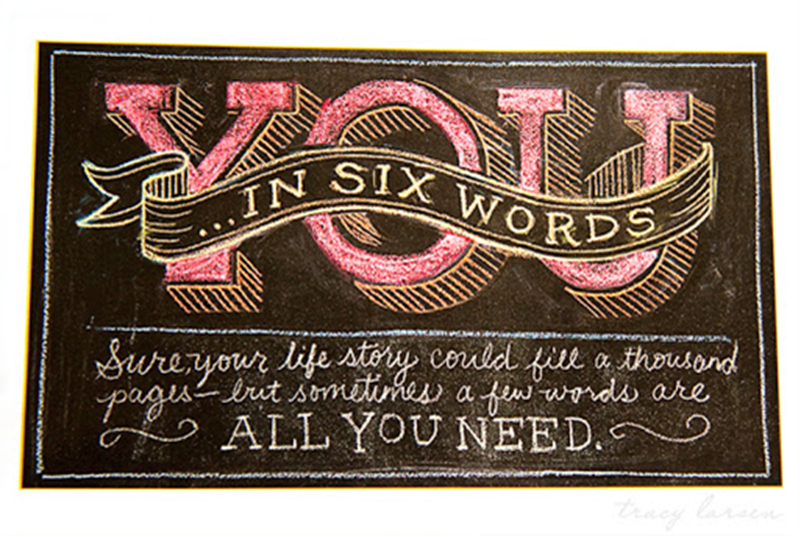 YOU
...IN SIX WORDS
Sure, your life story could fill a thousand
pages—but sometimes a few words are
ALL YOU NEED.
tracy larsen